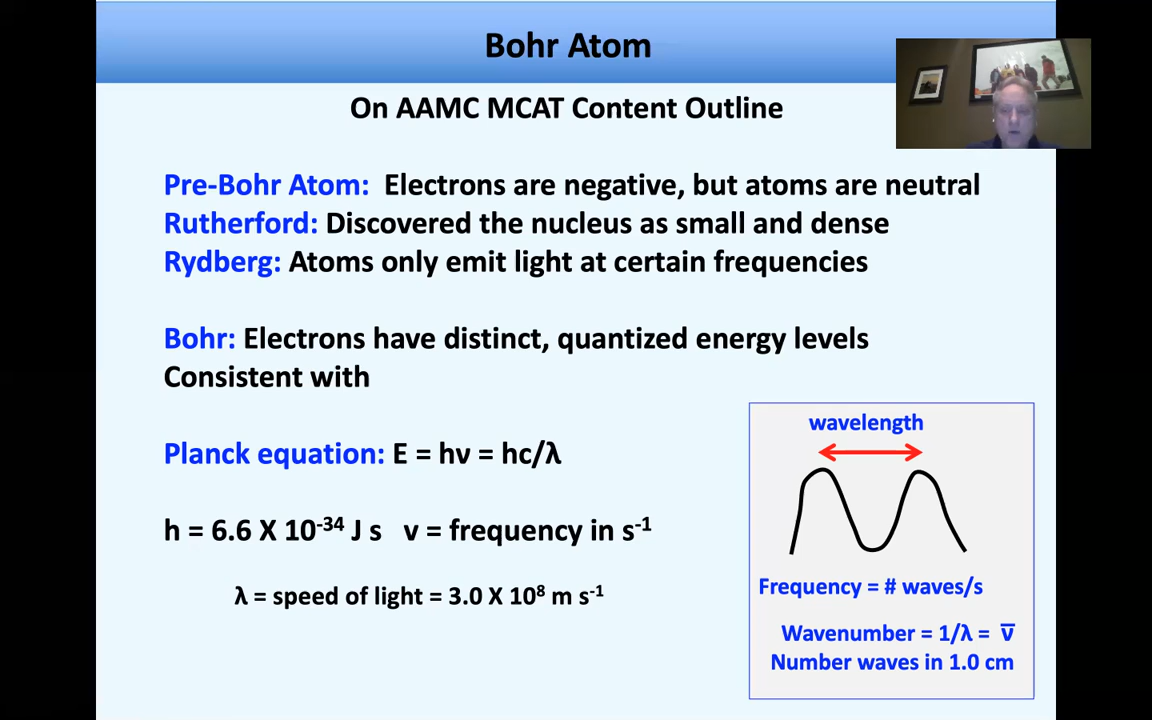 Bohr Atom
On AAMC MCAT Content Outline
Pre-Bohr Atom: Electrons are negative, but atoms are neutral
Rutherford: Discovered the nucleus as small and dense
Rydberg: Atoms only emit light at certain frequencies
Bohr: Electrons have distinct, quantized energy levels
Consistent with
Planck equation: E = hν = hc/λ
h = 6.6 X 10⁻³⁴ J s v = frequency in s⁻¹
λ = speed of light = 3.0 X 10⁸ m s⁻¹
wavelength
Frequency = # waves/s
Wavenumber = 1/λ = ν̅
Number waves in 1.0 cm